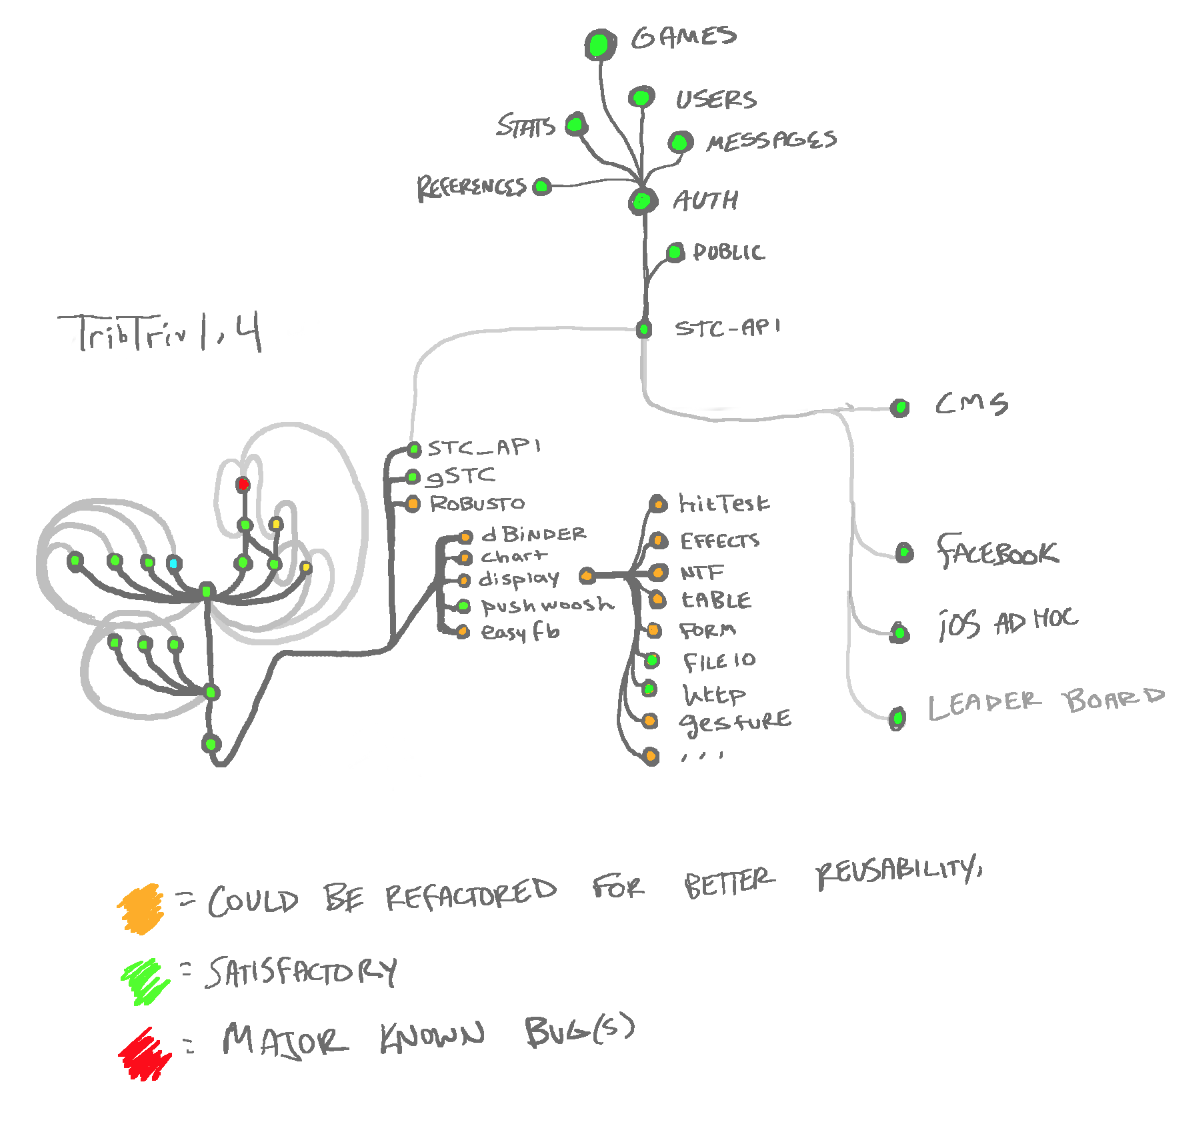 GAMES
USERS
STATS
MESSAGES
REFERENCES
AUTH
PUBLIC
TribTriv 1.4
STC-API
CMS
STC_API
gSTC
ROBUSTO
hitTest
dBINDER
EFFECTS
chart
FACEBOOK
display
NTF
pushwoosh
tABLE
easyfb
FORM
iOS AD HOC
FILEIO
http
LEADER BOARD
gestURE
...
= COULD BE REFACTORED FOR BETTER REUSABILITY.
= SATISFACTORY
= MAJOR KNOWN BUG(S)